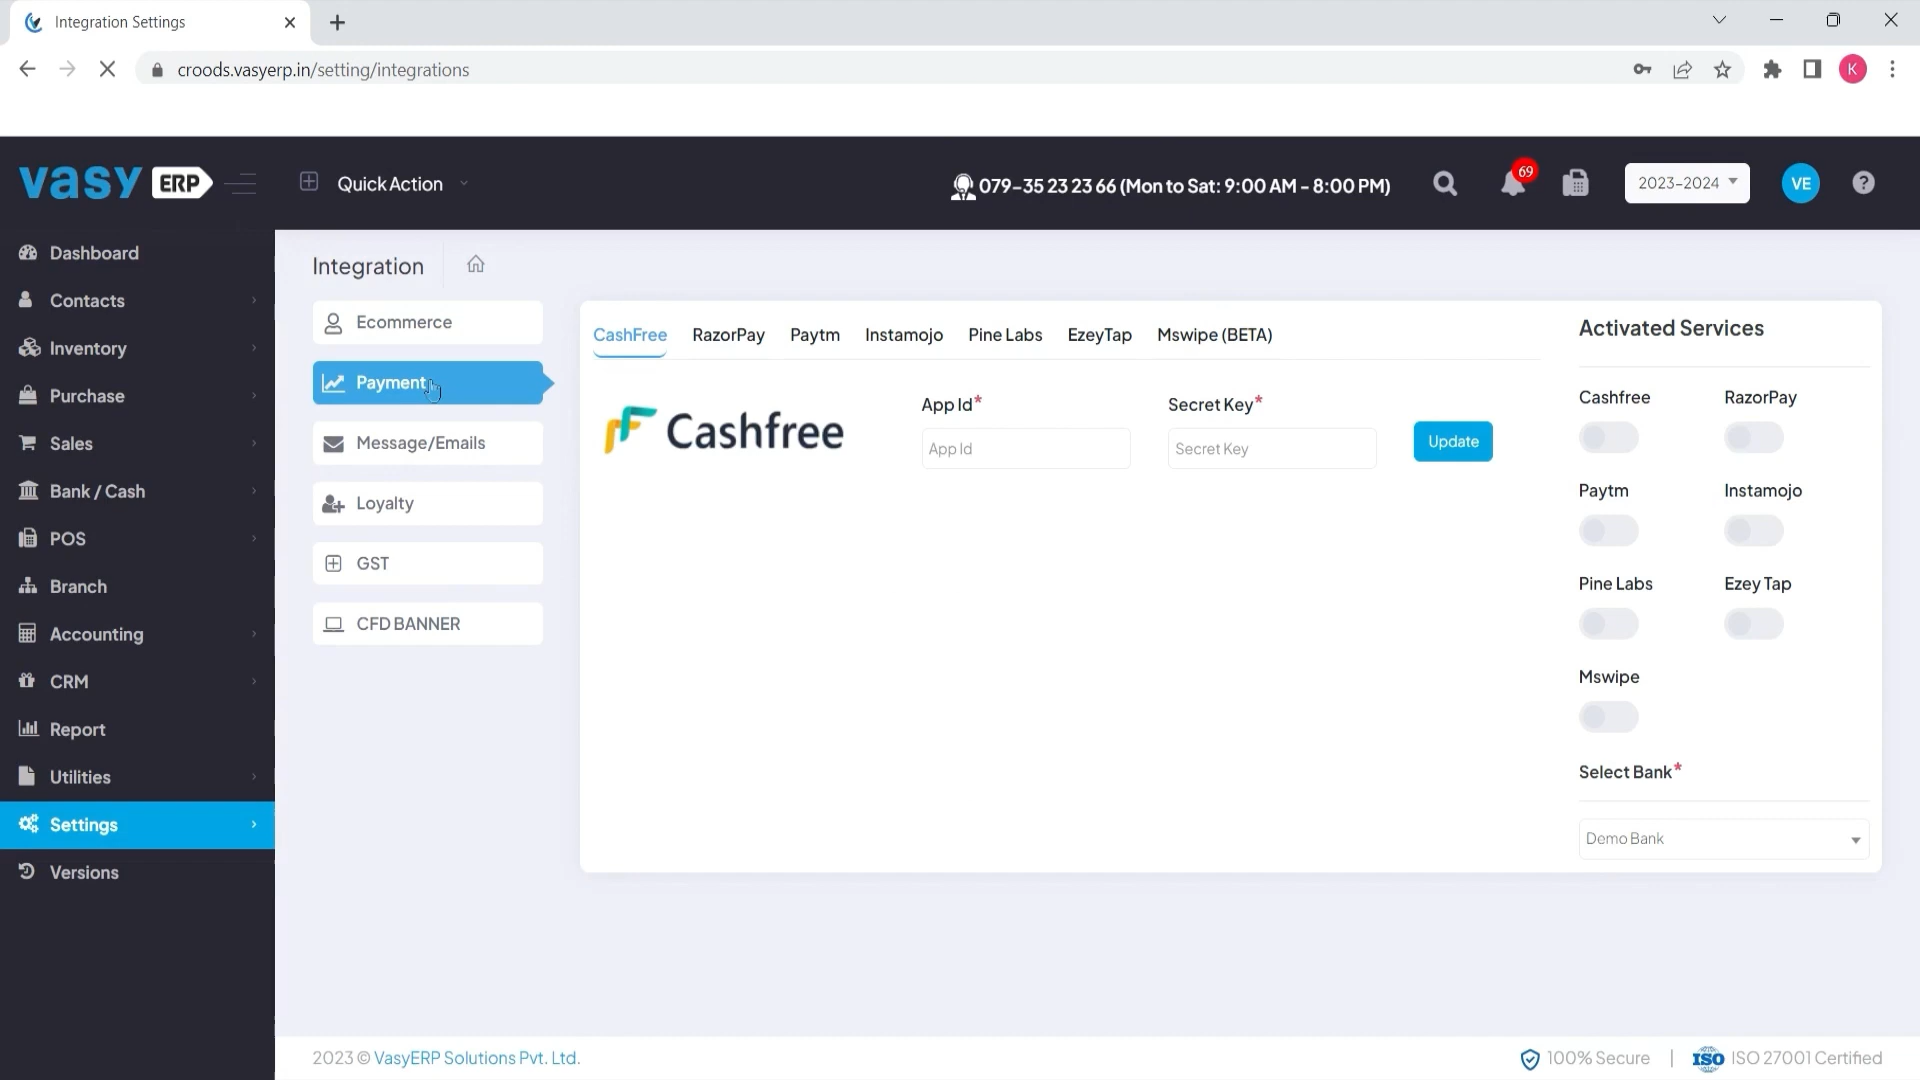 Integration Settings
croods.vasyerp.in/setting/integrations
K
vasy ERP
Quick Action
079-35 23 23 66 (Mon to Sat: 9:00 AM - 8:00 PM)
69
2023-2024
VE
?
Dashboard
Contacts
Inventory
Purchase
Sales
Bank / Cash
POS
Branch
Accounting
CRM
Report
Utilities
Settings
Versions
Integration
Ecommerce
Payment
Message/Emails
Loyalty
GST
CFD BANNER
CashFree RazorPay Paytm Instamojo Pine Labs EzeyTap Mswipe (BETA)
Cashfree
App Id*
App Id
Secret Key*
Secret Key
Update
Activated Services
Cashfree RazorPay
Paytm Instamojo
Pine Labs Ezey Tap
Mswipe
Select Bank*
Demo Bank
2023 © VasyERP Solutions Pvt. Ltd.
100% Secure | ISO ISO 27001 Certified